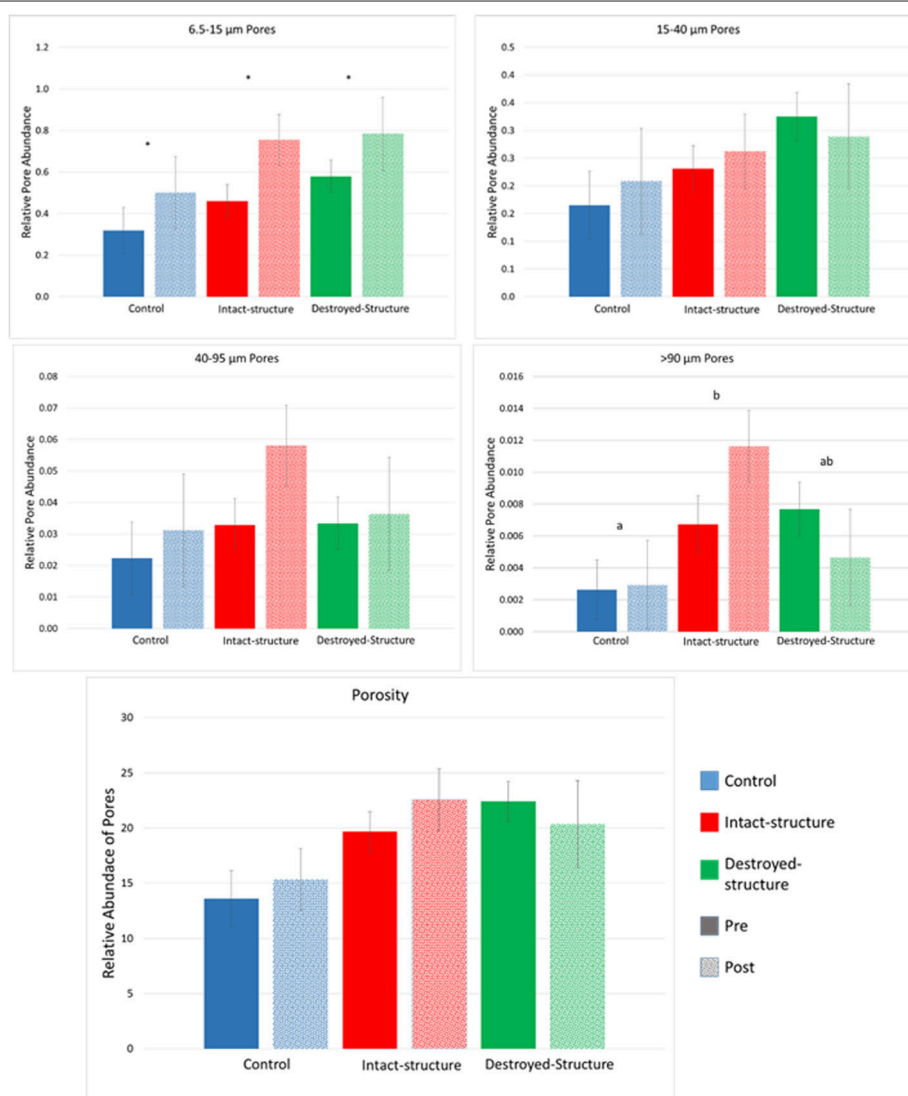 6.5-15 µm Pores
1.2
1.0
0.8
0.6
0.4
0.2
0.0
Relative Pore Abundance
*
*
*
Control
Intact-structure
Destroyed-Structure
15-40 µm Pores
0.5
0.4
0.4
0.3
0.3
0.2
0.2
0.1
0.1
0.0
Relative Pore Abundance
Control
Intact-structure
Destroyed-Structure
40-95 µm Pores
0.08
0.07
0.06
0.05
0.04
0.03
0.02
0.01
0.00
Relative Pore Abundance
Control
Intact-structure
Destroyed-Structure
>90 µm Pores
0.016
0.014
0.012
0.010
0.008
0.006
0.004
0.002
0.000
Relative Pore Abundance
a
b
ab
Control
Intact-structure
Destroyed-Structure
Porosity
30
25
20
15
10
5
0
Relative Abundace of Pores
Control
Intact-structure
Destroyed-Structure
Control
Intact-structure
Destroyed-
structure
Pre
Post